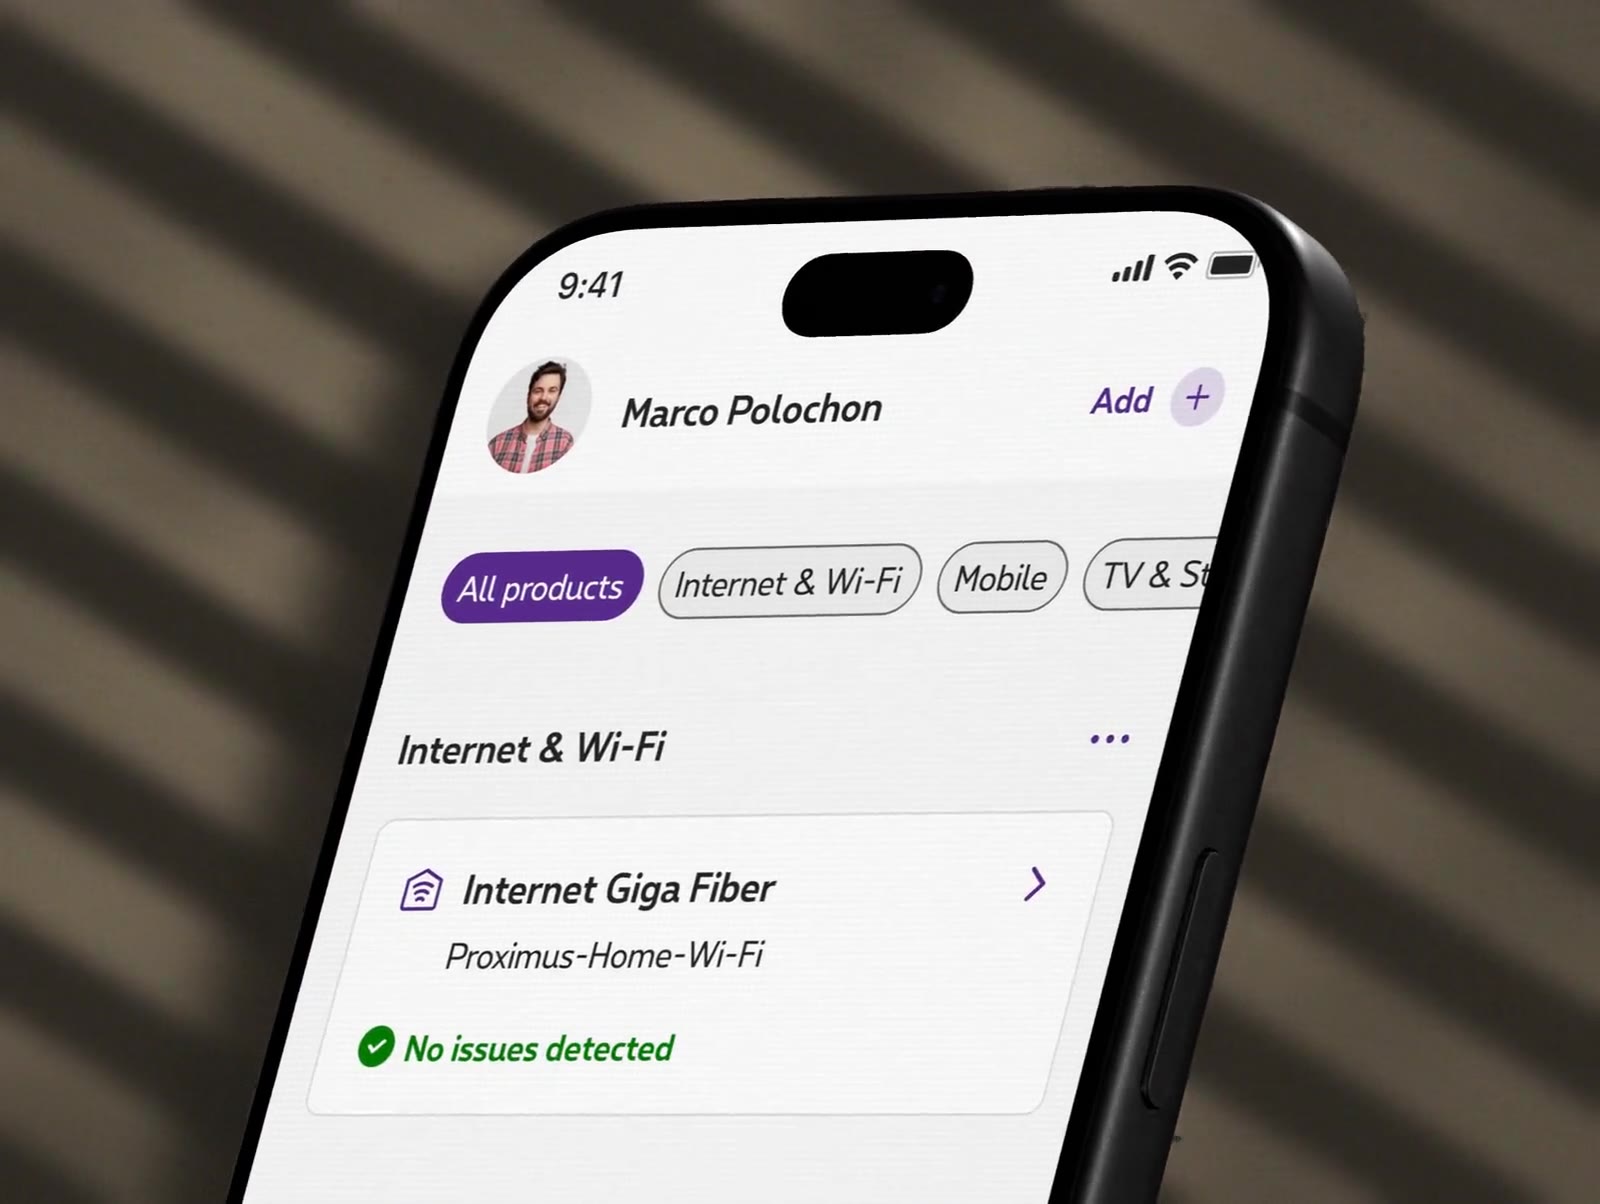 9:41
Marco Polochon
Add
All products
Internet & Wi-Fi
Mobile
TV & St
Internet & Wi-Fi
Internet Giga Fiber
Proximus-Home-Wi-Fi
No issues detected